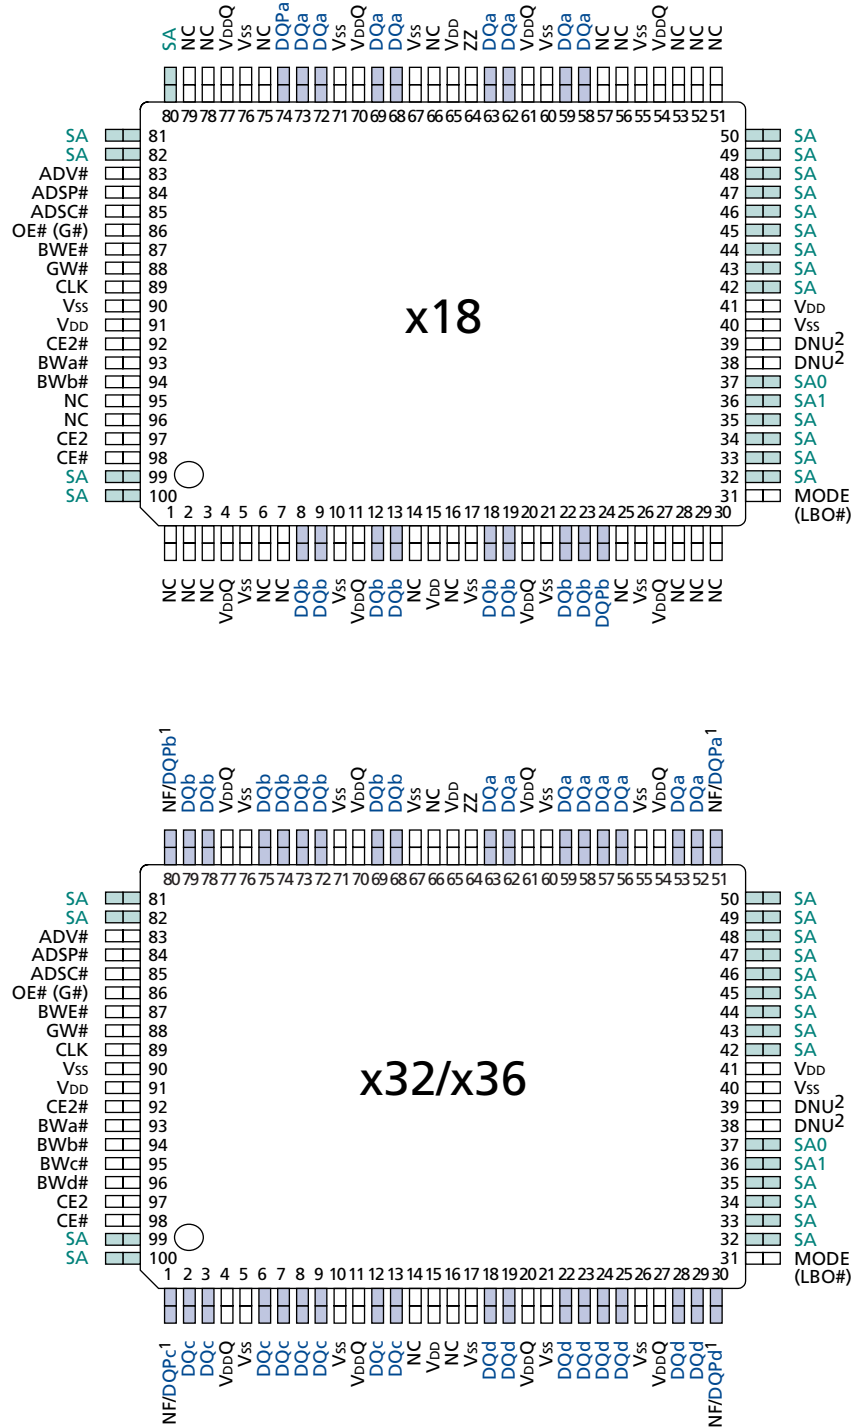 SA NC NC VDDQ VSS NC DQPa DQa DQa VSS VDDQ DQa DQa VSS NC VDD ZZ DQa DQa VDDQ VSS DQa DQa NC NC VSS VDDQ NC NC NC
80 79 78 77 76 75 74 73 72 71 70 69 68 67 66 65 64 63 62 61 60 59 58 57 56 55 54 53 52 51
SA 81 50 SA
SA 82 49 SA
ADV# 83 48 SA
ADSP# 84 47 SA
ADSC# 85 46 SA
OE# (G#) 86 45 SA
BWE# 87 44 SA
GW# 88 43 SA
CLK 89 42 SA
VSS 90 41 VDD
x18
VDD 91 40 VSS
CE2# 92 39 DNU2
BWa# 93 38 DNU2
BWb# 94 37 SA0
NC 95 36 SA1
NC 96 35 SA
CE2 97 34 SA
CE# 98 33 SA
SA 99 32 SA
SA 100 31 MODE
(LBO#)
1 2 3 4 5 6 7 8 9 10 11 12 13 14 15 16 17 18 19 20 21 22 23 24 25 26 27 28 29 30
NC NC NC VDDQ VSS NC NC DQb DQb VSS VDDQ DQb DQb NC VDD NC VSS DQb DQb VDDQ VSS DQb DQb DQPb NC VSS VDDQ NC NC NC
NF/DQPb1 DQb DQb VDDQ VSS DQb DQb DQb DQb VSS VDDQ DQb DQb VSS NC VDD ZZ DQa DQa VDDQ VSS DQa DQa DQa DQa VSS VDDQ DQa DQa NF/DQPa1
80 79 78 77 76 75 74 73 72 71 70 69 68 67 66 65 64 63 62 61 60 59 58 57 56 55 54 53 52 51
SA 81 50 SA
SA 82 49 SA
ADV# 83 48 SA
ADSP# 84 47 SA
ADSC# 85 46 SA
OE# (G#) 86 45 SA
BWE# 87 44 SA
GW# 88 43 SA
CLK 89 42 SA
VSS 90 41 VDD
x32/x36
VDD 91 40 VSS
CE2# 92 39 DNU2
BWa# 93 38 DNU2
BWb# 94 37 SA0
BWc# 95 36 SA1
BWd# 96 35 SA
CE2 97 34 SA
CE# 98 33 SA
SA 99 32 SA
SA 100 31 MODE
(LBO#)
1 2 3 4 5 6 7 8 9 10 11 12 13 14 15 16 17 18 19 20 21 22 23 24 25 26 27 28 29 30
NF/DQPc1 DQc DQc VDDQ VSS DQc DQc DQc DQc VSS VDDQ DQc DQc NC VDD NC VSS DQd DQd VDDQ VSS DQd DQd DQd DQd VSS VDDQ DQd DQd NF/DQPd1